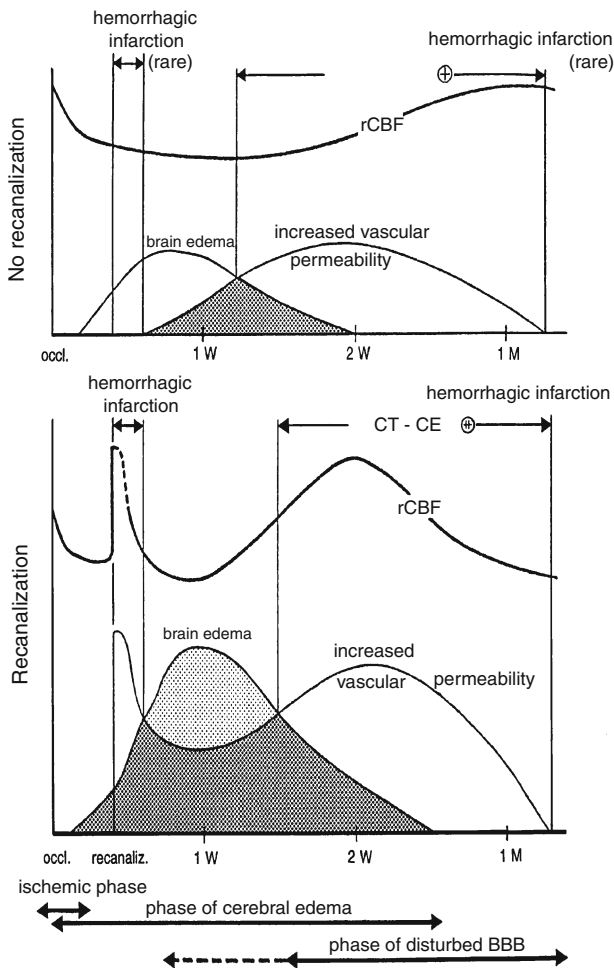 hemorrhagic
infarction
(rare)
hemorrhagic infarction
(rare)
No recanalization
rCBF
brain edema
increased vascular
permeability
occl.
1 W
2 W
1 M
hemorrhagic
infarction
hemorrhagic infarction
CT - CE
Recanalization
rCBF
brain edema
increased
vascular
permeability
occl.
recanaliz.
1 W
2 W
1 M
ischemic phase
phase of cerebral edema
phase of disturbed BBB